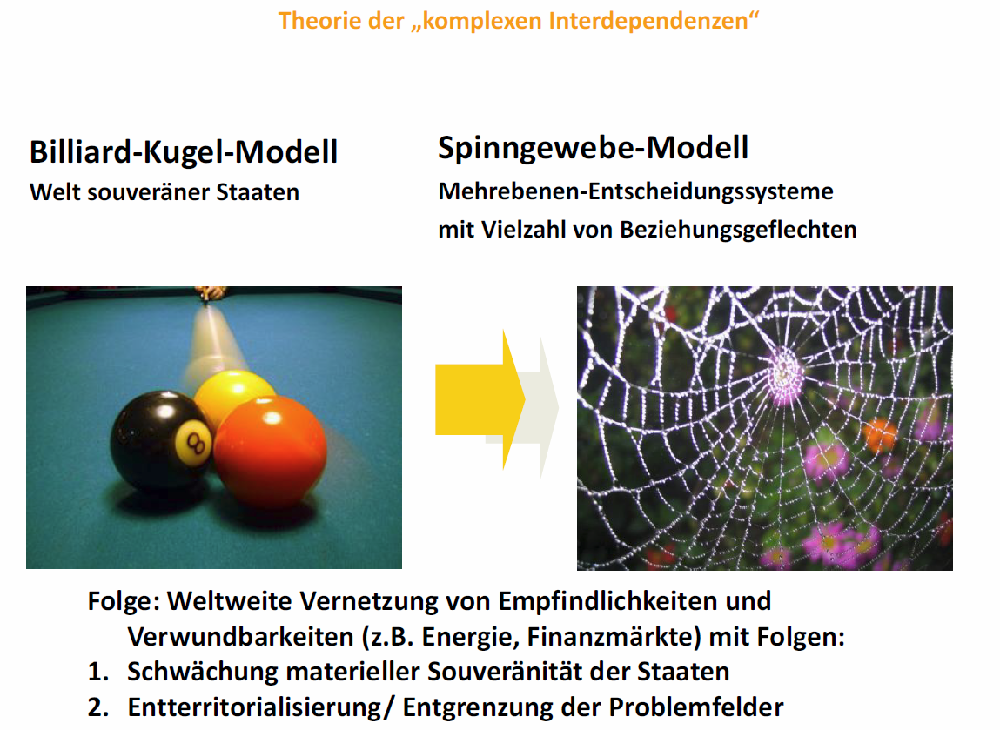 Theorie der „komplexen Interdependenzen“
Billiard-Kugel-Modell
Welt souveräner Staaten
Spinngewebe-Modell
Mehrebenen-Entscheidungssysteme
mit Vielzahl von Beziehungsgeflechten
8
Folge: Weltweite Vernetzung von Empfindlichkeiten und
Verwundbarkeiten (z.B. Energie, Finanzmärkte) mit Folgen:
1. Schwächung materieller Souveränität der Staaten
2. Entterritorialisierung/ Entgrenzung der Problemfelder